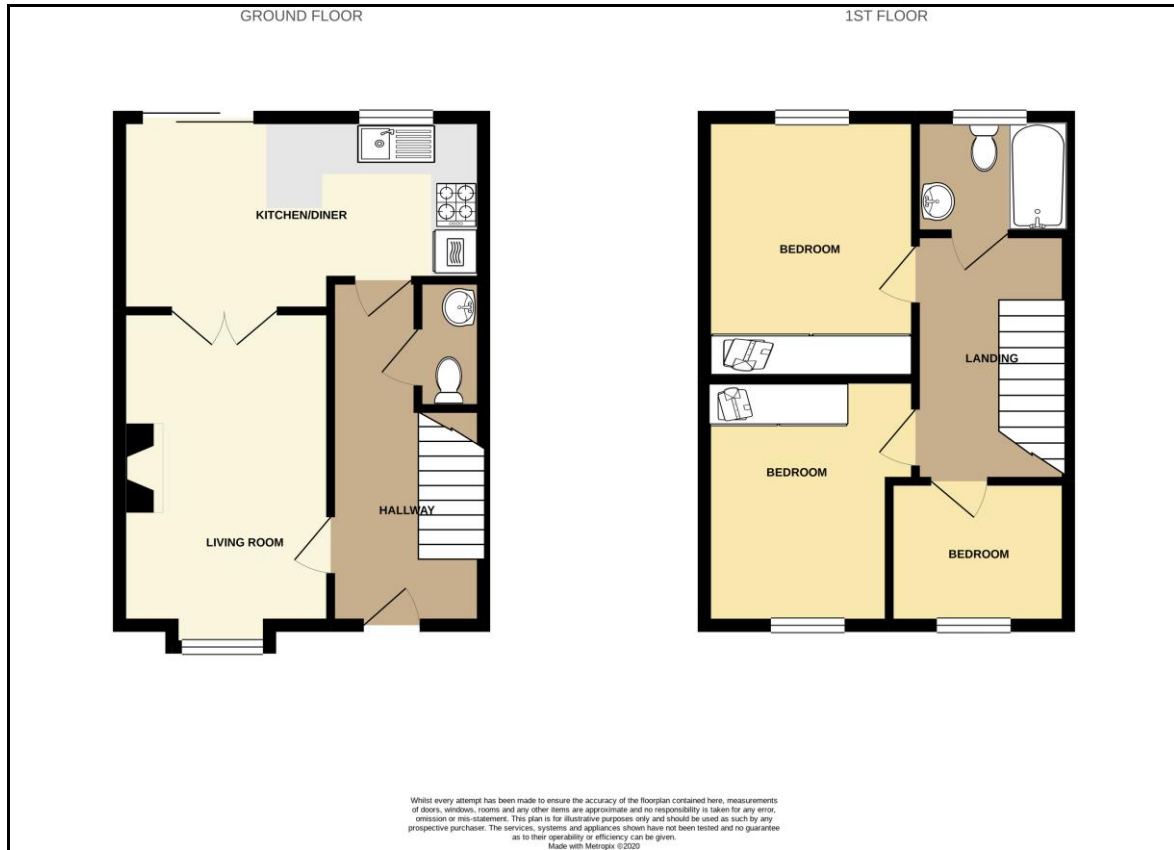 GROUND FLOOR
1ST FLOOR
KITCHEN/DINER
LIVING ROOM
HALLWAY
BEDROOM
LANDING
BEDROOM
BEDROOM
Whilst every attempt has been made to ensure the accuracy of the floorplan contained here, measurements
of doors, windows, rooms and any other items are approximate and no responsibility is taken for any error,
omission or mis-statement. This plan is for illustrative purposes only and should be used as such by any
prospective purchaser. The services, systems and appliances shown have not been tested and no guarantee
as to their operability or efficiency can be given.
Made with Metropix ©2020